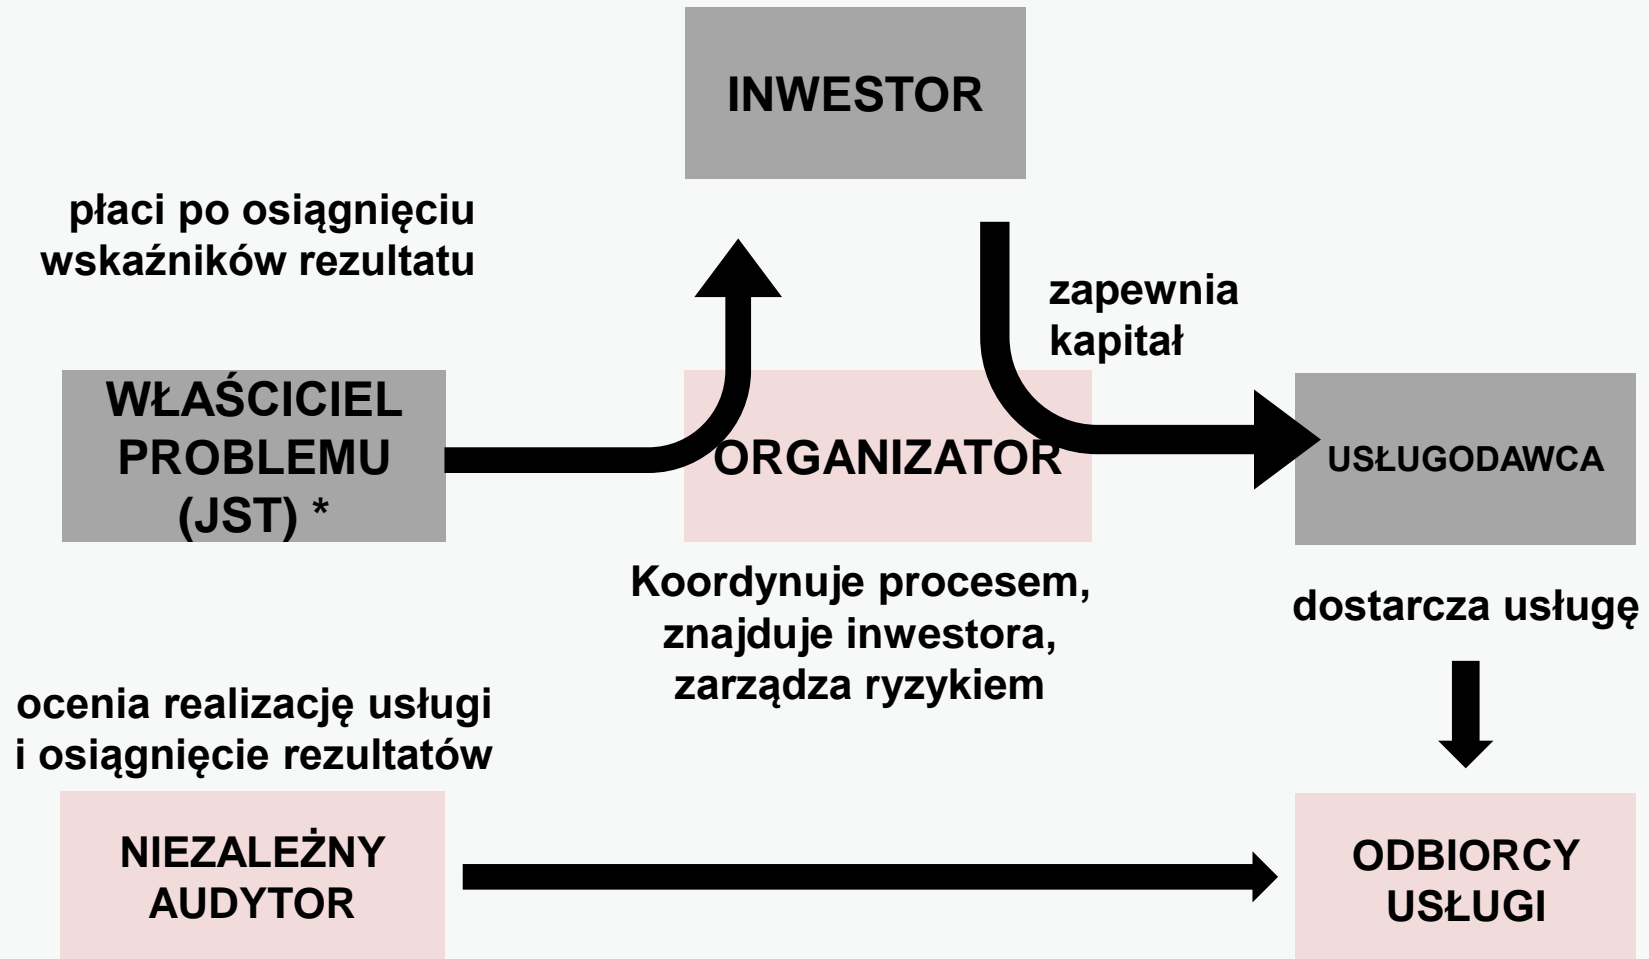 INWESTOR
płaci po osiągnięciu
wskaźników rezultatu
zapewnia
kapitał
WŁAŚCICIEL
PROBLEMU
(JST) *
ORGANIZATOR
USŁUGODAWCA
Koordynuje procesem,
znajduje inwestora,
zarządza ryzykiem
dostarcza usługę
ocenia realizację usługi
i osiągnięcie rezultatów
NIEZALEŻNY
AUDYTOR
ODBIORCY
USŁUGI